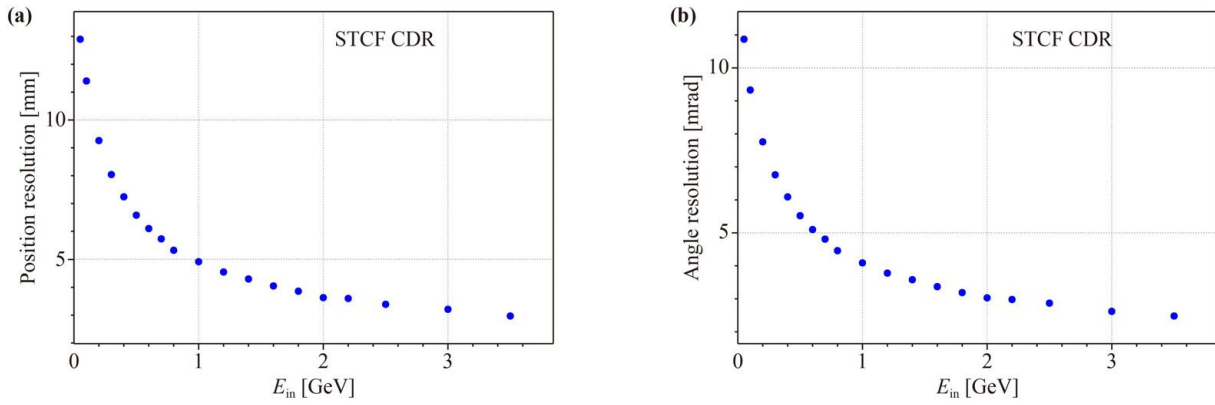 (a)
STCF CDR
Position resolution [mm]
10
5
0
1
2
3
E_in [GeV]
(b)
STCF CDR
Angle resolution [mrad]
10
5
0
1
2
3
E_in [GeV]